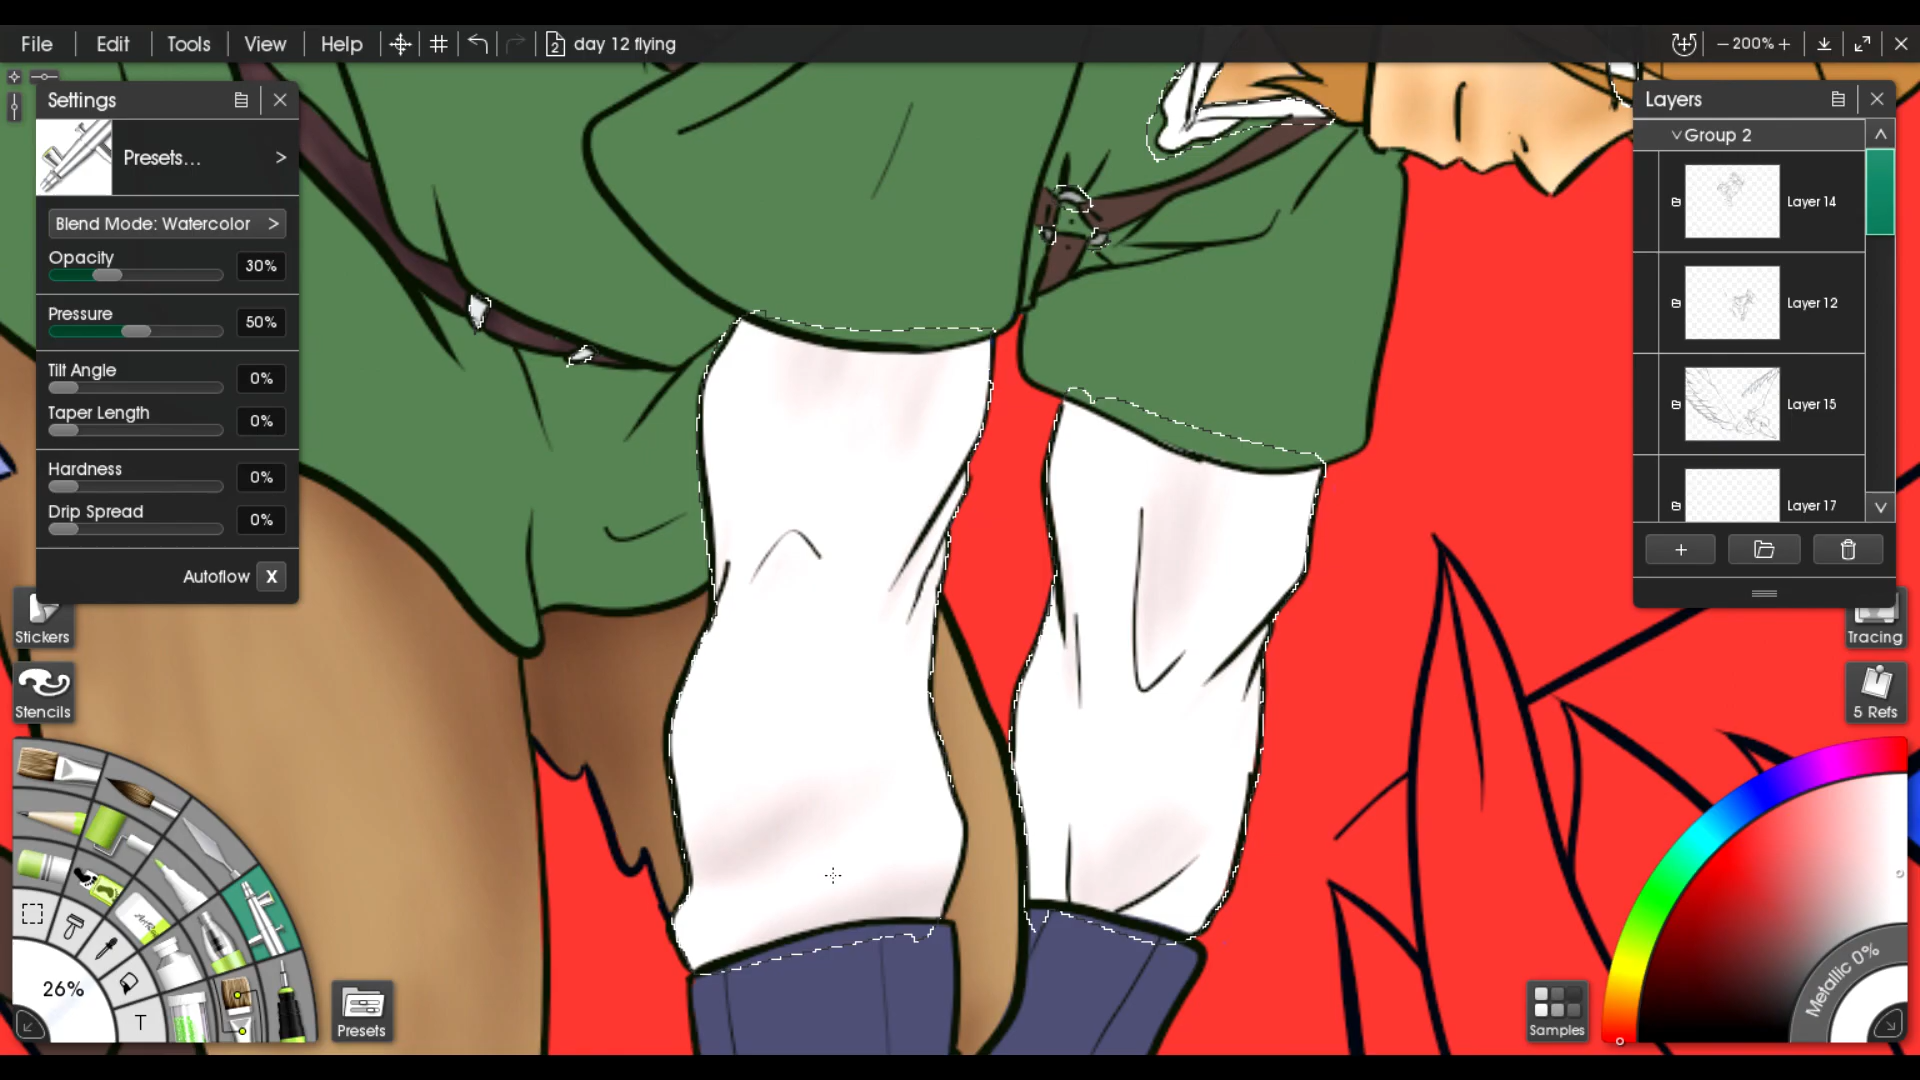 File Edit Tools View Help 2 day 12 flying − 200% +
Settings
Presets... >
Blend Mode: Watercolor >
Opacity
30%
Pressure
50%
Tilt Angle
0%
Taper Length
0%
Hardness
0%
Drip Spread
0%
Autoflow X
Stickers
Stencils
26%
T
Presets
Layers
Group 2
Layer 14
Layer 12
Layer 15
Layer 17
+
Tracing
5 Refs
Samples
Metallic 0%